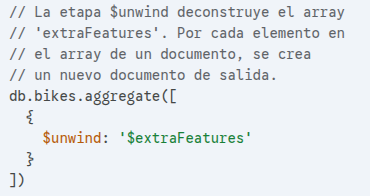 // La etapa $unwind deconstruye el array
// 'extraFeatures'. Por cada elemento en
// el array de un documento, se crea
// un nuevo documento de salida.
db.bikes.aggregate([
  {
    $unwind: '$extraFeatures'
  }
])